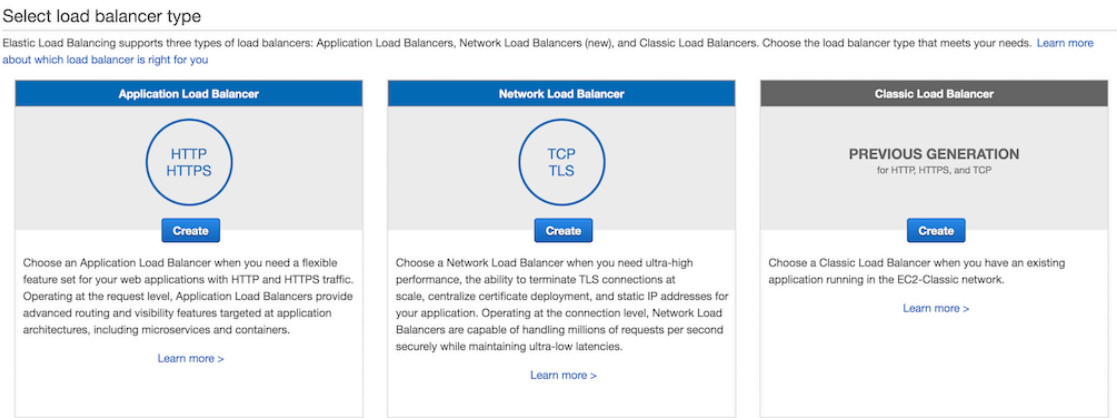 Select load balancer type
Elastic Load Balancing supports three types of load balancers: Application Load Balancers, Network Load Balancers (new), and Classic Load Balancers. Choose the load balancer type that meets your needs. Learn more
about which load balancer is right for you
Application Load Balancer
HTTP
HTTPS
Create
Choose an Application Load Balancer when you need a flexible
feature set for your web applications with HTTP and HTTPS traffic.
Operating at the request level, Application Load Balancers provide
advanced routing and visibility features targeted at application
architectures, including microservices and containers.
Learn more >
Network Load Balancer
TCP
TLS
Create
Choose a Network Load Balancer when you need ultra-high
performance, the ability to terminate TLS connections at
scale, centralize certificate deployment, and static IP addresses for
your application. Operating at the connection level, Network Load
Balancers are capable of handling millions of requests per second
securely while maintaining ultra-low latencies.
Learn more >
Classic Load Balancer
PREVIOUS GENERATION
for HTTP, HTTPS, and TCP
Create
Choose a Classic Load Balancer when you have an existing
application running in the EC2-Classic network.
Learn more >